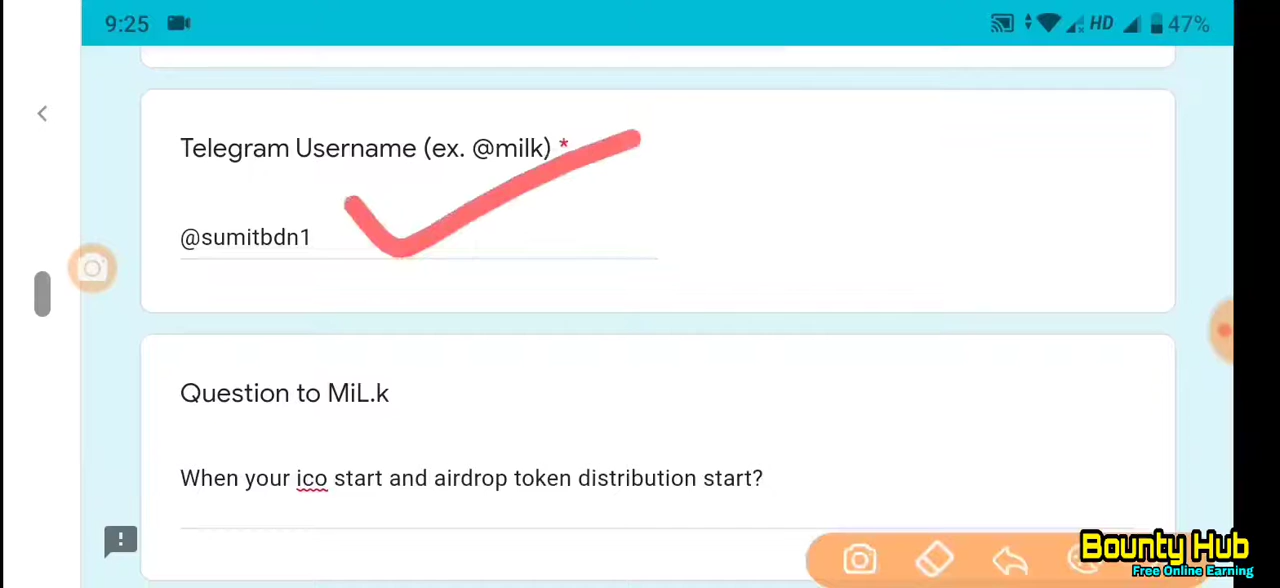 9:25 HD 47%
Telegram Username (ex. @milk) *
@sumitbdn1
Question to MiL.k
When your ico start and airdrop token distribution start?
Bounty Hub
Free Online Earning